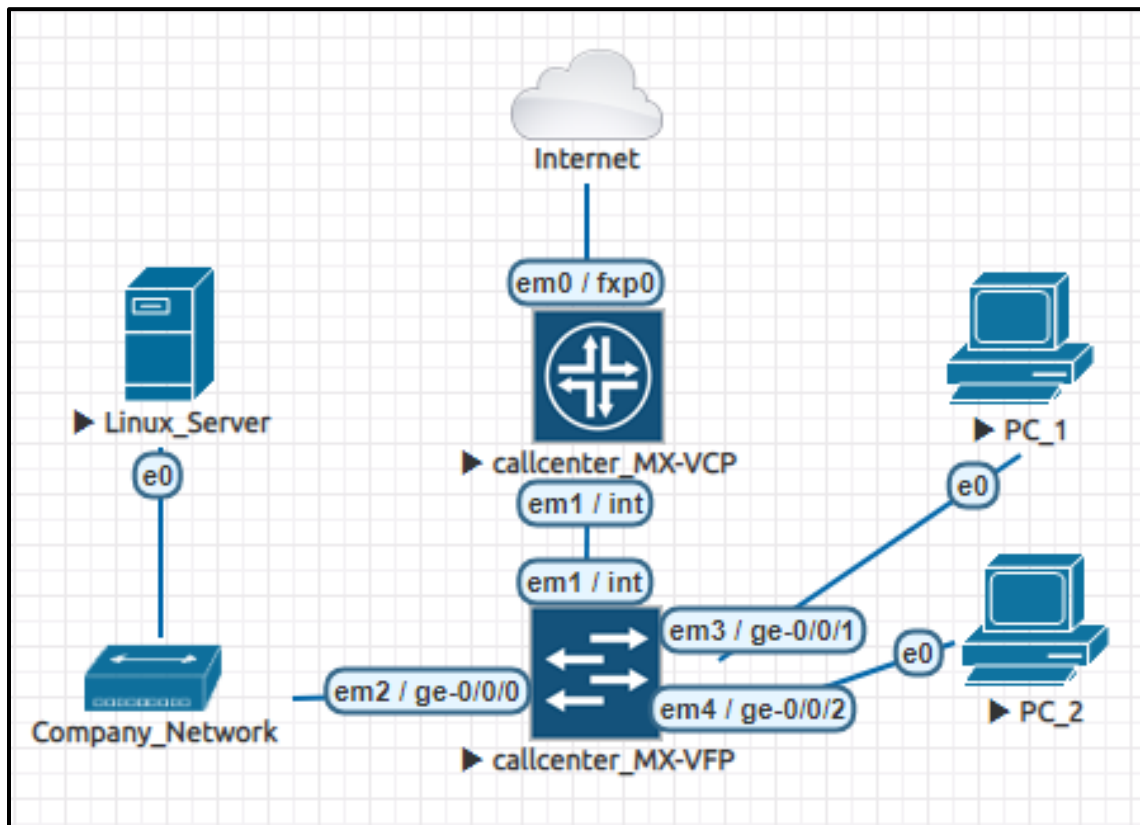 Internet
em0 / fxp0
Linux_Server
callcenter_MX-VCP
PC_1
e0
em1 / int
e0
em1 / int
em3 / ge-0/0/1
e0
em2 / ge-0/0/0
em4 / ge-0/0/2
PC_2
Company_Network
callcenter_MX-VFP